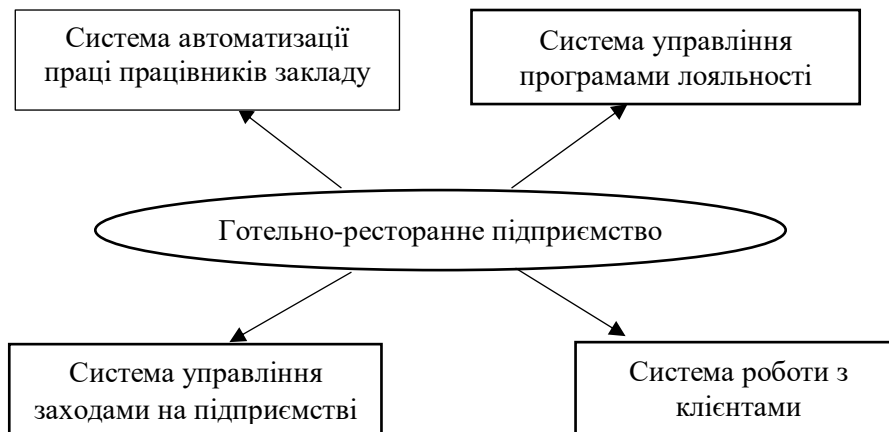 Система автоматизації
праці працівників закладу
Система управління
програмами лояльності
Готельно-ресторанне підприємство
Система управління
заходами на підприємстві
Система роботи з
клієнтами